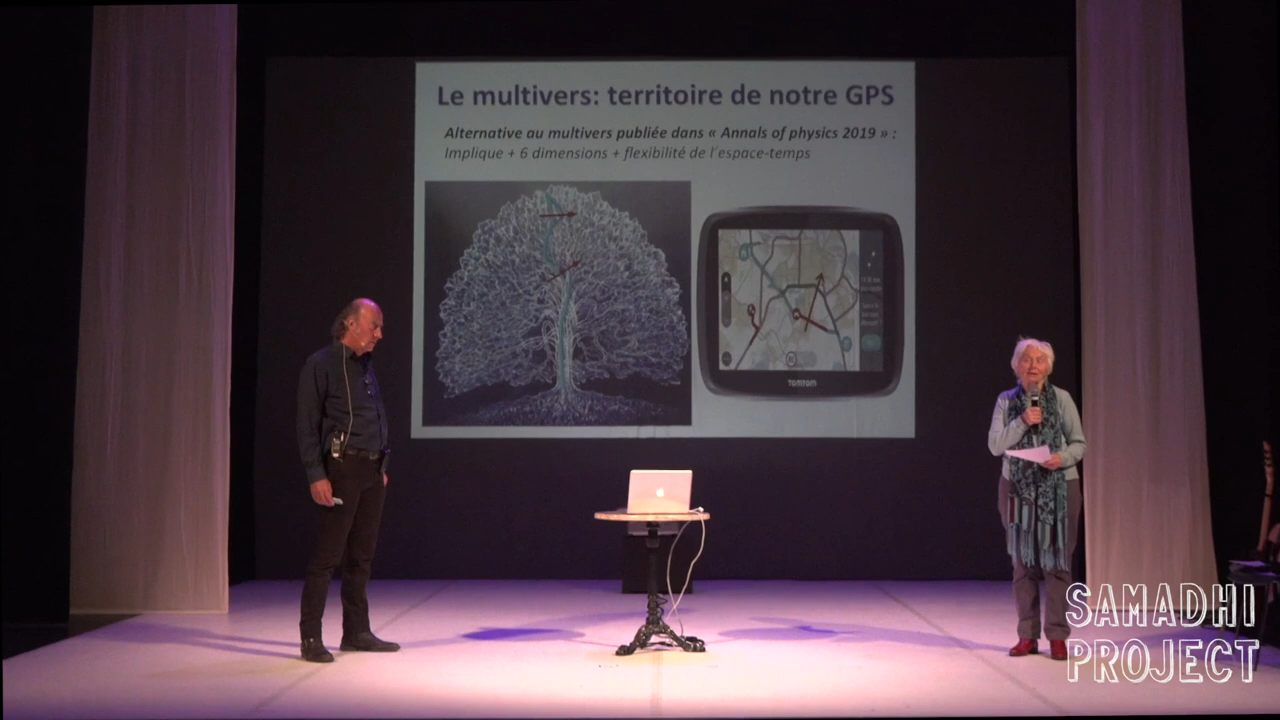 Le multivers: territoire de notre GPS
Alternative au multivers publiée dans « Annals of physics 2019 » :
Implique + 6 dimensions + flexibilité de l'espace-temps
TOMTOM
SAMADHI
PROJECT